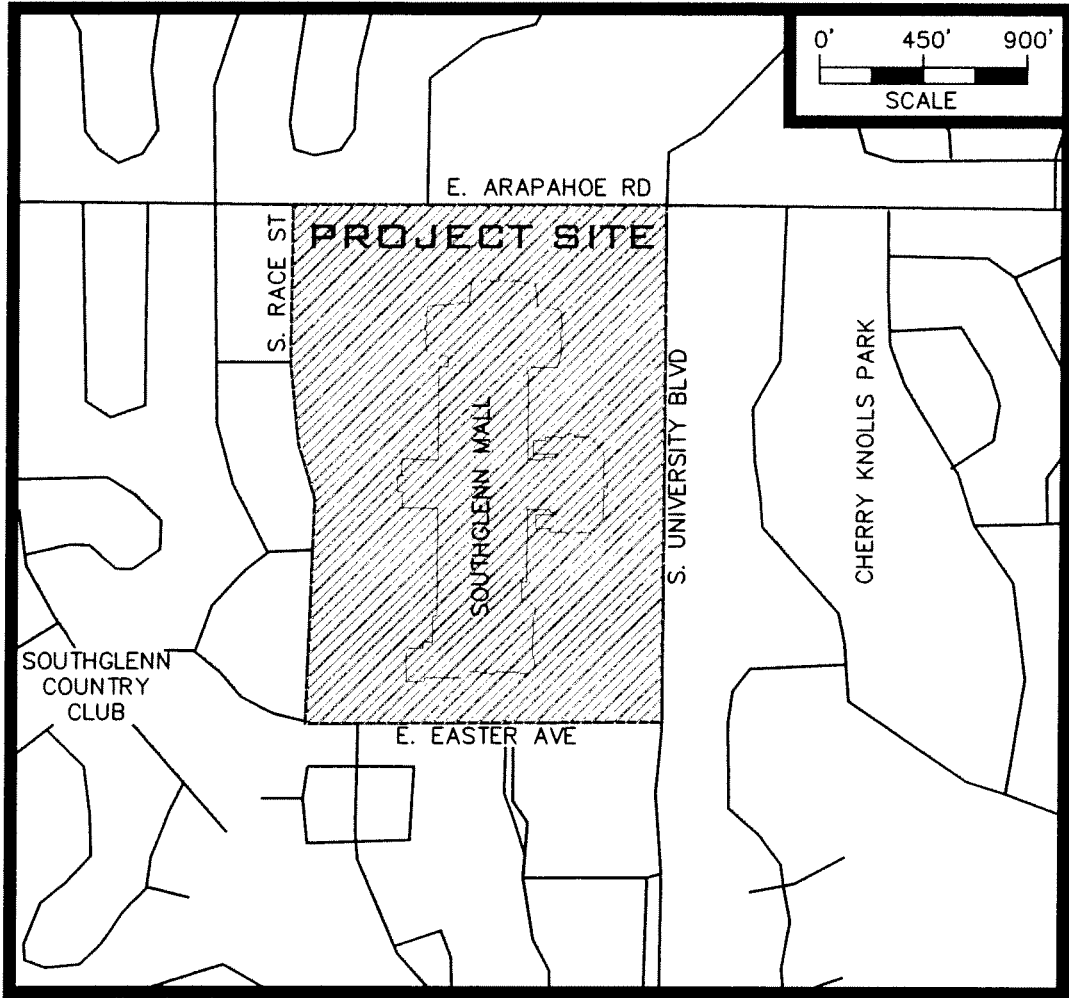 0' 450' 900'
SCALE
E. ARAPAHOE RD
PROJECT SITE
S. RACE ST
SOUTHGLENN MALL
S. UNIVERSITY BLVD
CHERRY KNOLLS PARK
SOUTHGLENN
COUNTRY
CLUB
E. EASTER AVE